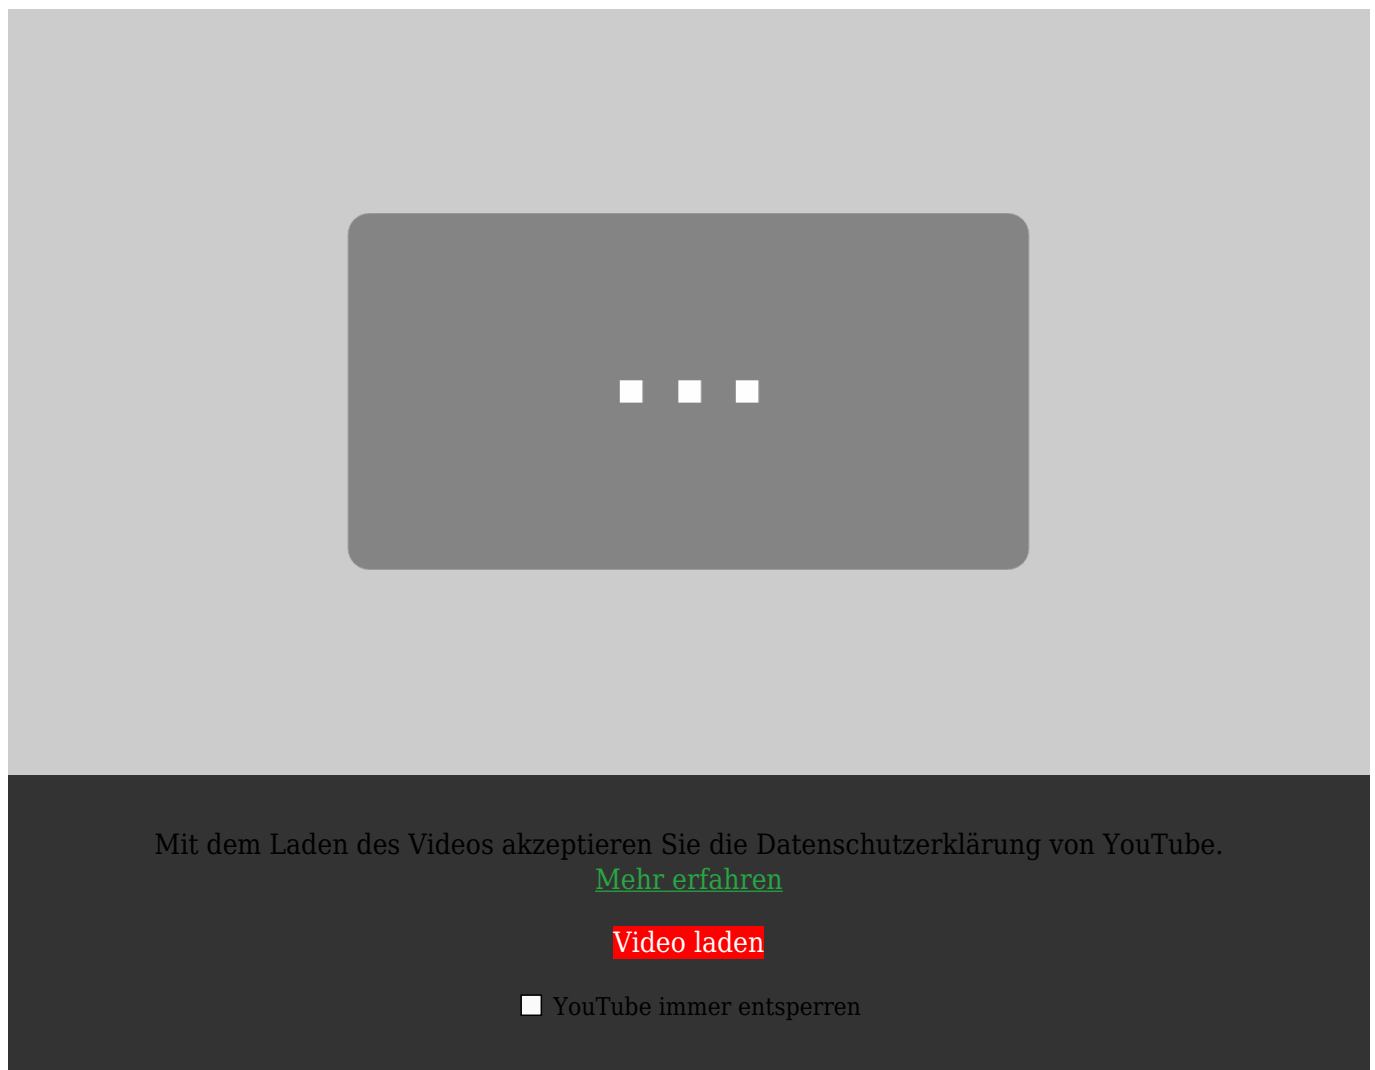 Mit dem Laden des Videos akzeptieren Sie die Datenschutzerklärung von YouTube.
Mehr erfahren
Video laden
YouTube immer entsperren